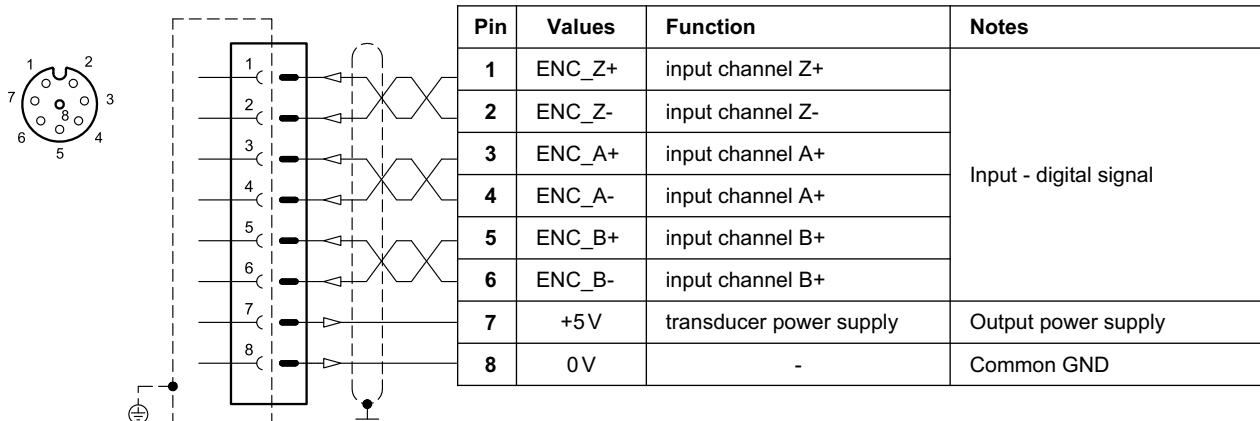 1 2
7 8 3
6 4
5
1
2
3
4
5
6
7
8
Pin Values Function Notes
1 ENC_Z+ input channel Z+
2 ENC_Z- input channel Z-
3 ENC_A+ input channel A+
4 ENC_A- input channel A+
Input - digital signal
5 ENC_B+ input channel B+
6 ENC_B- input channel B+
7 +5V transducer power supply Output power supply
8 0V - Common GND